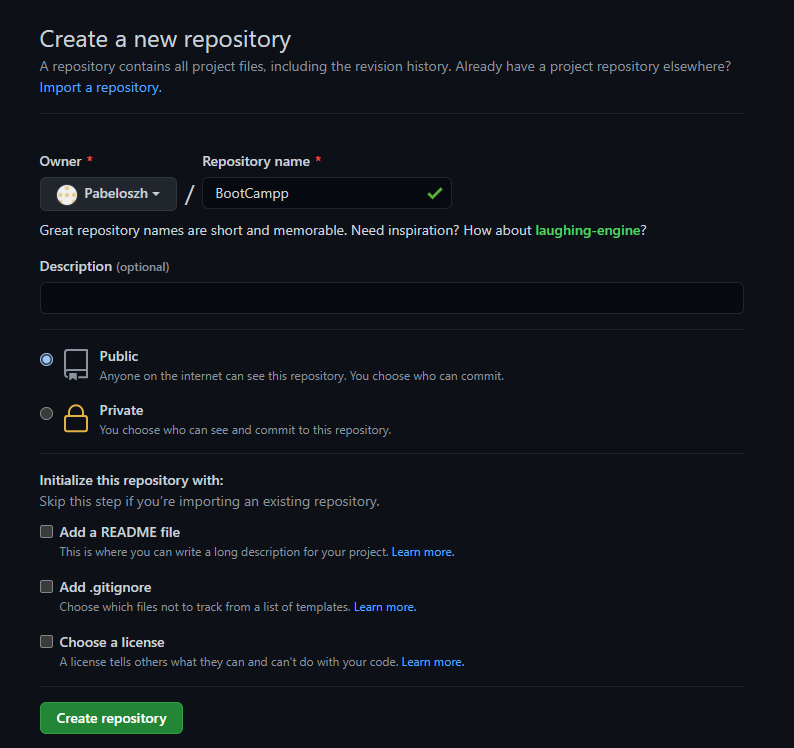 Create a new repository
A repository contains all project files, including the revision history. Already have a project repository elsewhere?
Import a repository.
Owner * Repository name *
Pabeloszh / BootCampp
Great repository names are short and memorable. Need inspiration? How about laughing-engine?
Description (optional)
Public
Anyone on the internet can see this repository. You choose who can commit.
Private
You choose who can see and commit to this repository.
Initialize this repository with:
Skip this step if you're importing an existing repository.
Add a README file
This is where you can write a long description for your project. Learn more.
Add .gitignore
Choose which files not to track from a list of templates. Learn more.
Choose a license
A license tells others what they can and can't do with your code. Learn more.
Create repository